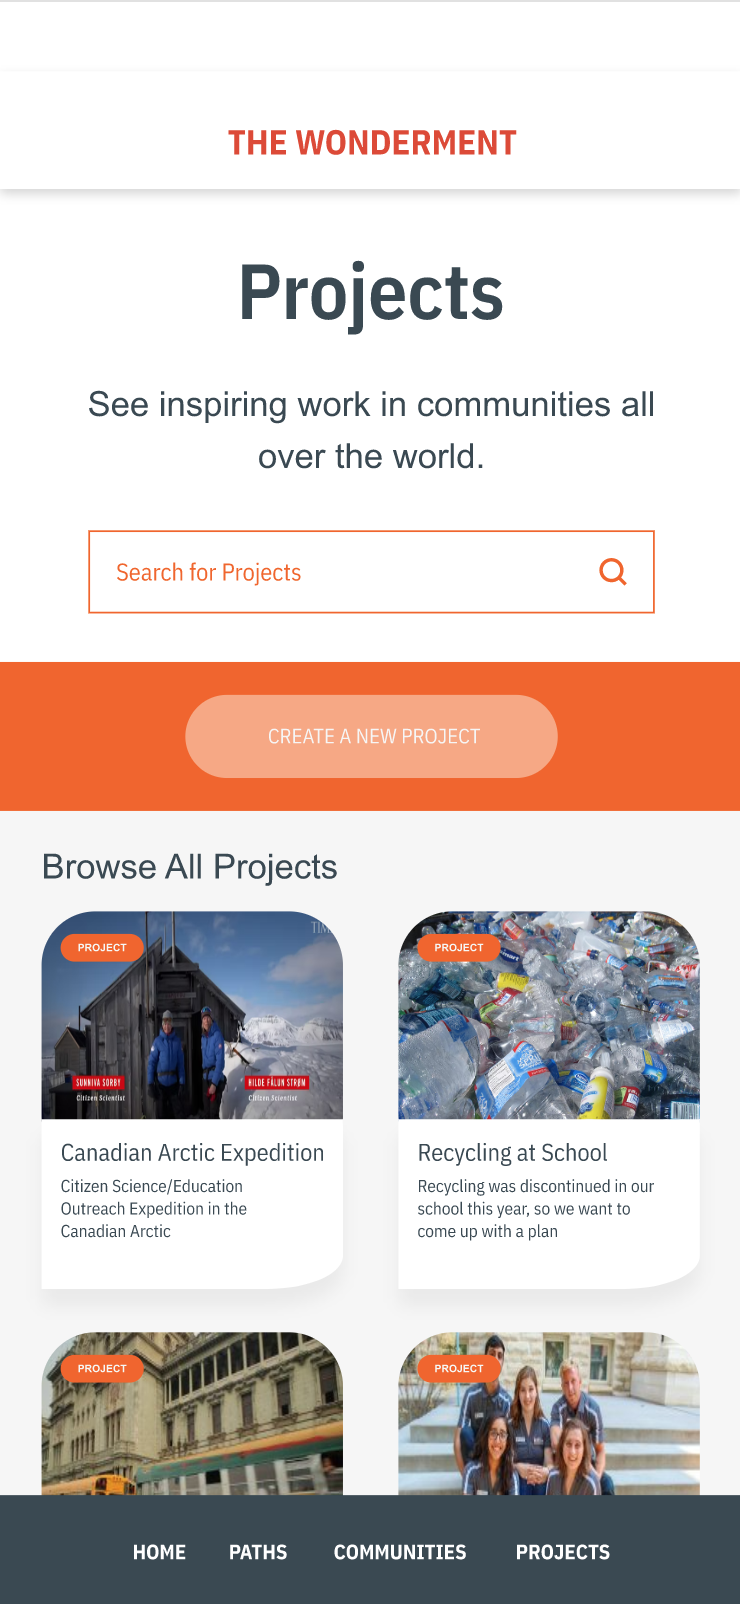 THE WONDERMENT
Projects
See inspiring work in communities all
over the world.
Search for Projects
CREATE A NEW PROJECT
Browse All Projects
PROJECT
SUNNIVA SORBY
Citizen Scientist
HILDE FÅLUN STRØM
Citizen Scientist
Canadian Arctic Expedition
Citizen Science/Education
Outreach Expedition in the
Canadian Arctic
PROJECT
Recycling at School
Recycling was discontinued in our
school this year, so we want to
come up with a plan
PROJECT
PROJECT
HOME PATHS COMMUNITIES PROJECTS